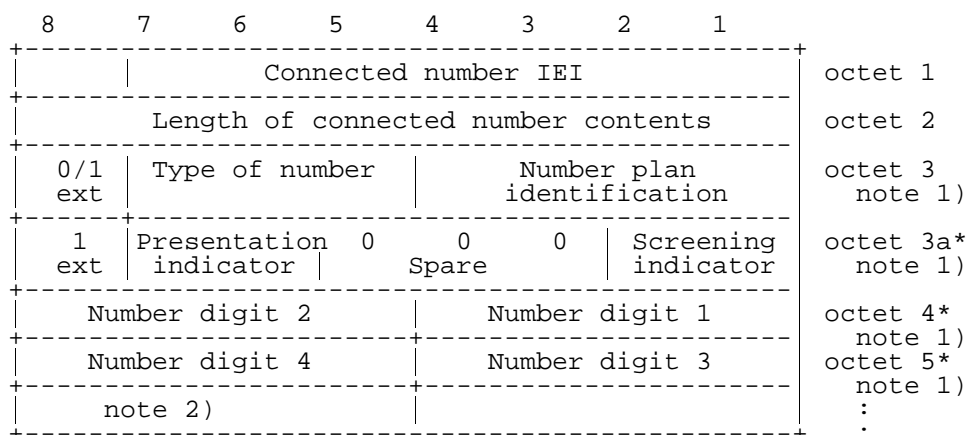 8 7 6 5 4 3 2 1
Connected number IEI octet 1
Length of connected number contents octet 2
0/1 Type of number Number plan octet 3
ext identification note 1)
1 Presentation 0 0 0 Screening octet 3a*
ext indicator Spare indicator note 1)
Number digit 2 Number digit 1 octet 4*
note 1)
Number digit 4 Number digit 3 octet 5*
note 1)
note 2) :
: